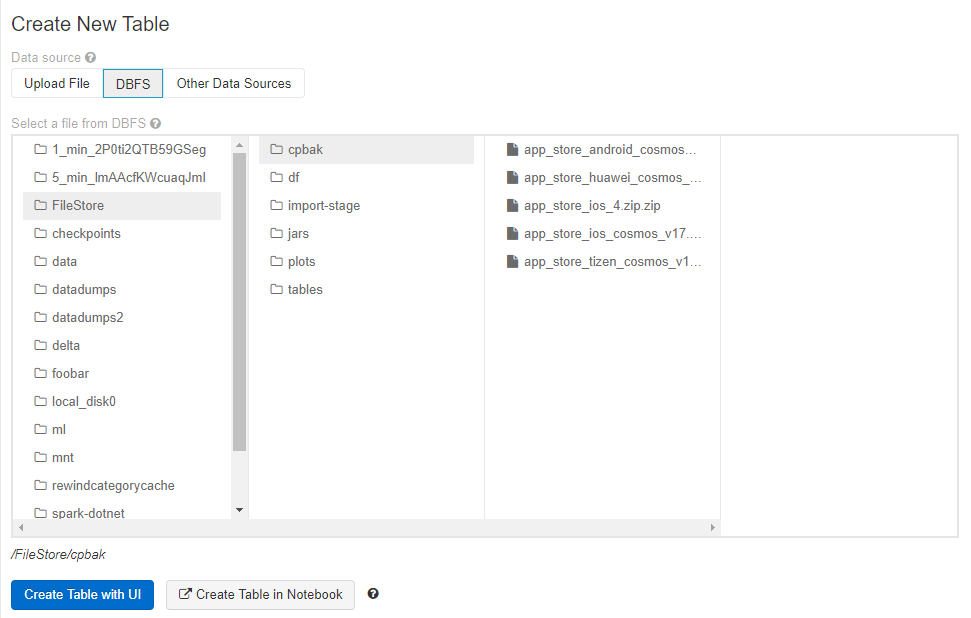 Create New Table
Data source
Upload File
DBFS
Other Data Sources
Select a file from DBFS
1_min_2P0ti2QTB59GSeg
5_min_lmAAcfKWcuaqJmI
FileStore
checkpoints
data
datadumps
datadumps2
delta
foobar
local_disk0
ml
mnt
rewindcategorycache
spark-dotnet
cpbak
df
import-stage
jars
plots
tables
app_store_android_cosmos...
app_store_huawei_cosmos_...
app_store_ios_4.zip.zip
app_store_ios_cosmos_v17....
app_store_tizen_cosmos_v1...
/FileStore/cpbak
Create Table with UI
Create Table in Notebook